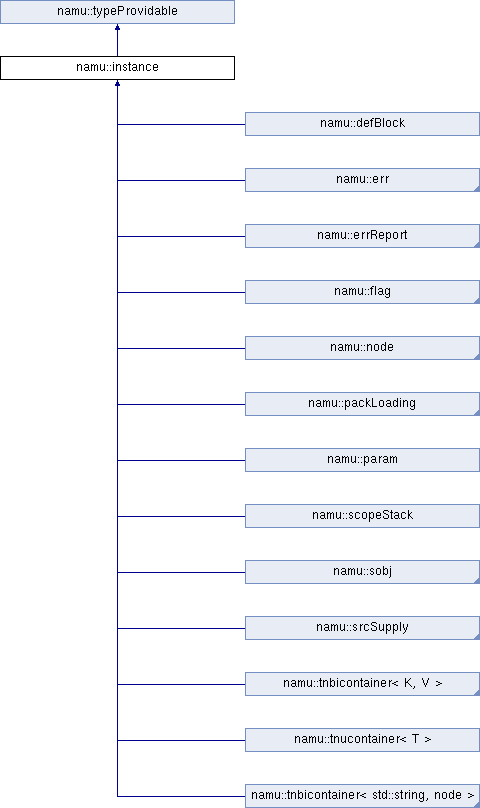 namu::typeProvidable
namu::instance
namu::defBlock
namu::err
namu::errReport
namu::flag
namu::node
namu::packLoading
namu::param
namu::scopeStack
namu::sobj
namu::srcSupply
namu::tnbicontainer< K, V >
namu::tnucontainer< T >
namu::tnbicontainer< std::string, node >